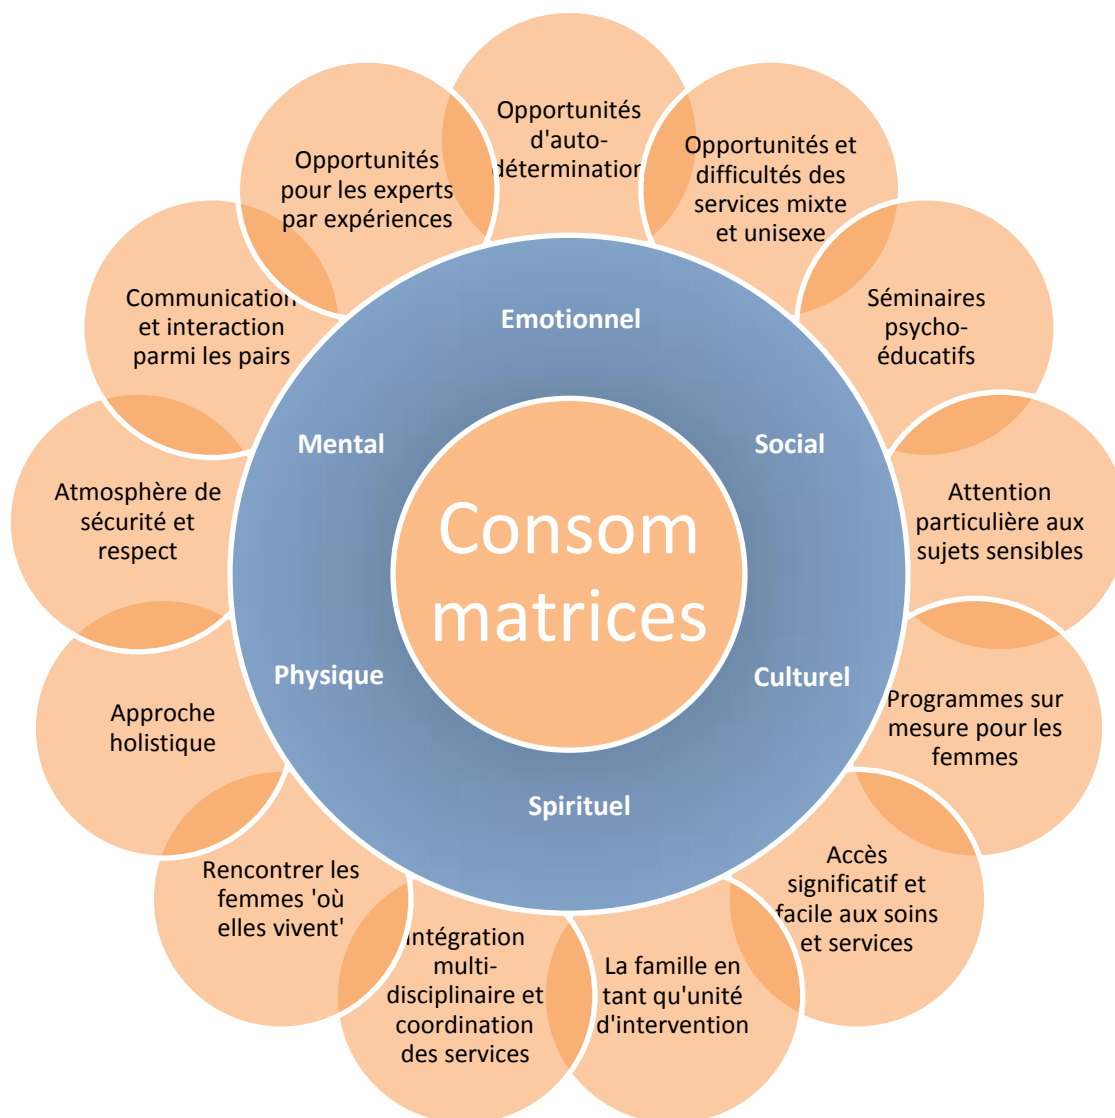 Opportunités
d'auto-
détermination
Opportunités et
difficultés des
services mixte
et unisexe
Séminaires
psycho-
éducatifs
Attention
particulière aux
sujets sensibles
Programmes sur
mesure pour les
femmes
Accès
significatif et
facile aux soins
et services
La famille en
tant qu'unité
d'intervention
Intégration
multi-
disciplinaire et
coordination
des services
Rencontrer les
femmes 'où
elles vivent'
Approche
holistique
Atmosphère de
sécurité et
respect
Communication
et interaction
parmi les pairs
Opportunités
pour les experts
par expériences
Emotionnel
Social
Culturel
Spirituel
Physique
Mental
Consom
matrices